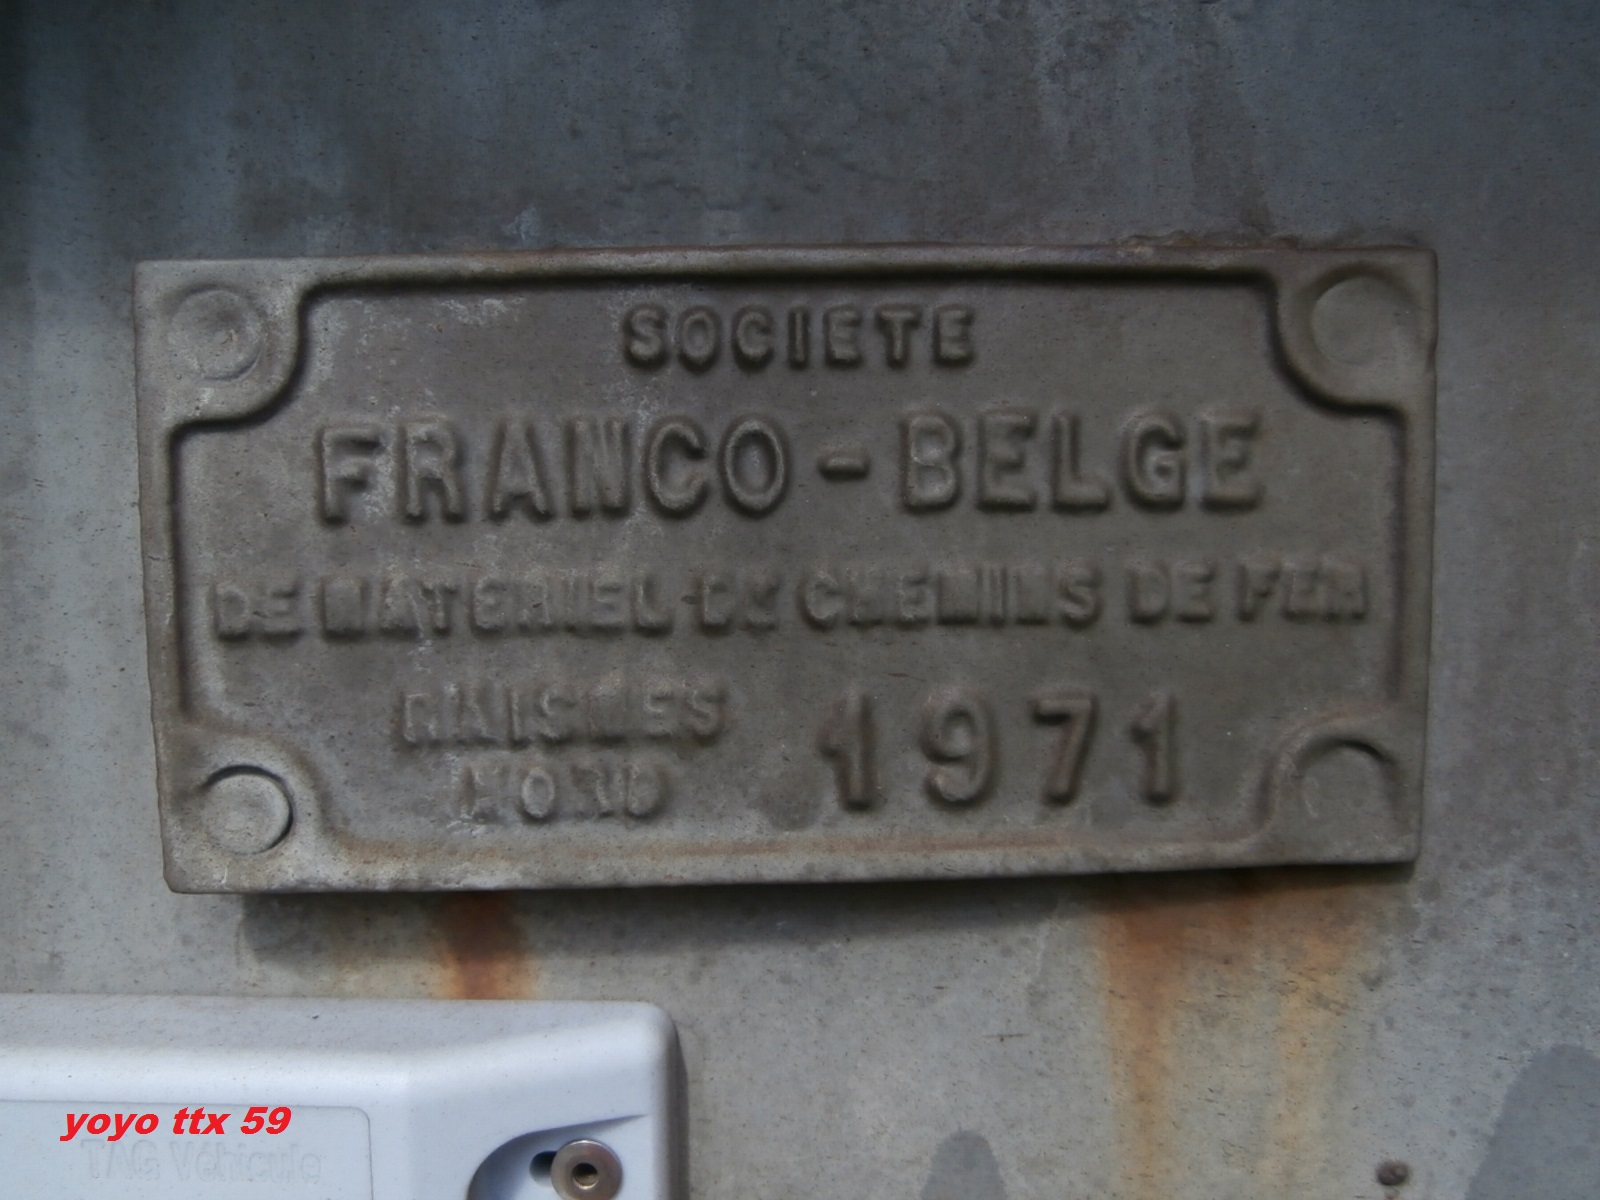 SOCIETE
FRANCO-BELGE
DE MATERIEL DE CHEMINS DE FER
RAISMES
NORD
1971
yoyo ttx 59
TAG Véhicule